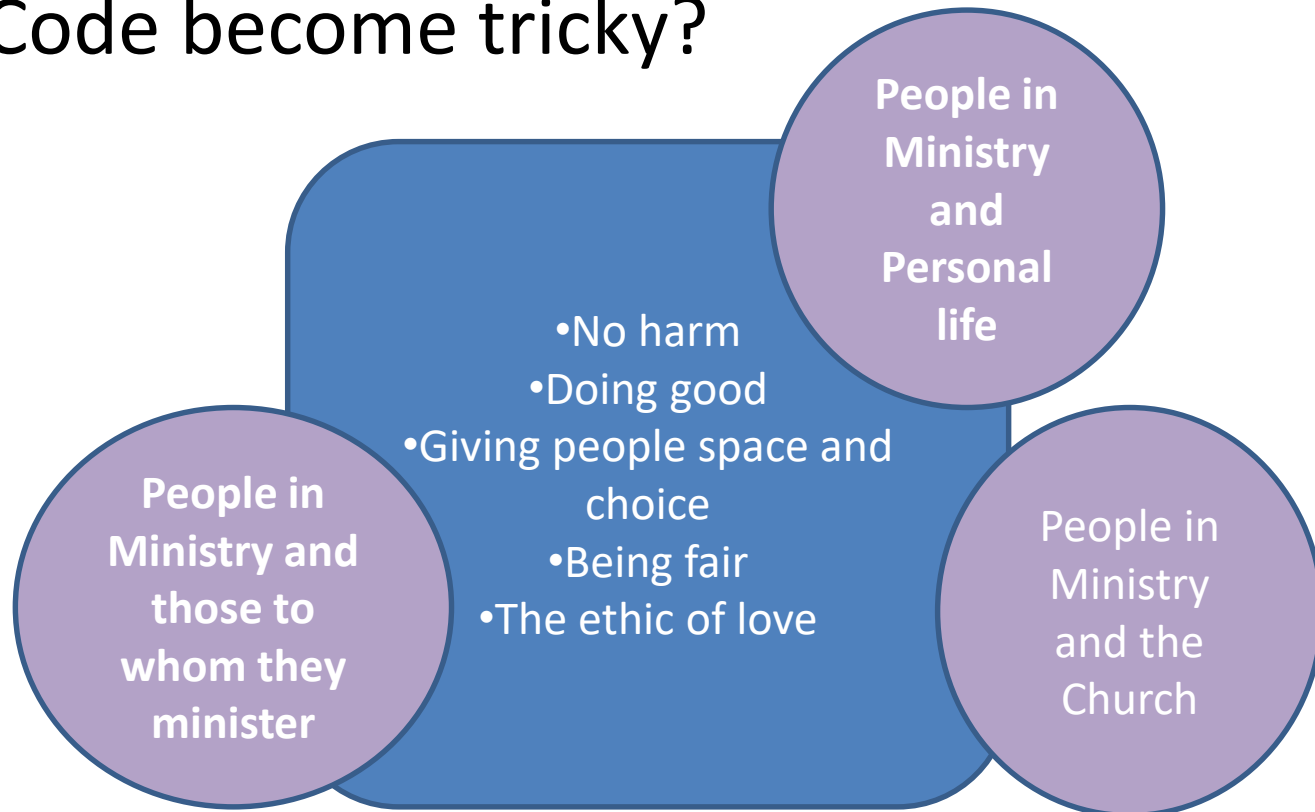 Code become tricky?
People in
Ministry
and
Personal
life
•No harm
•Doing good
•Giving people space and
choice
•Being fair
•The ethic of love
People in
Ministry and
those to
whom they
minister
People in
Ministry
and the
Church